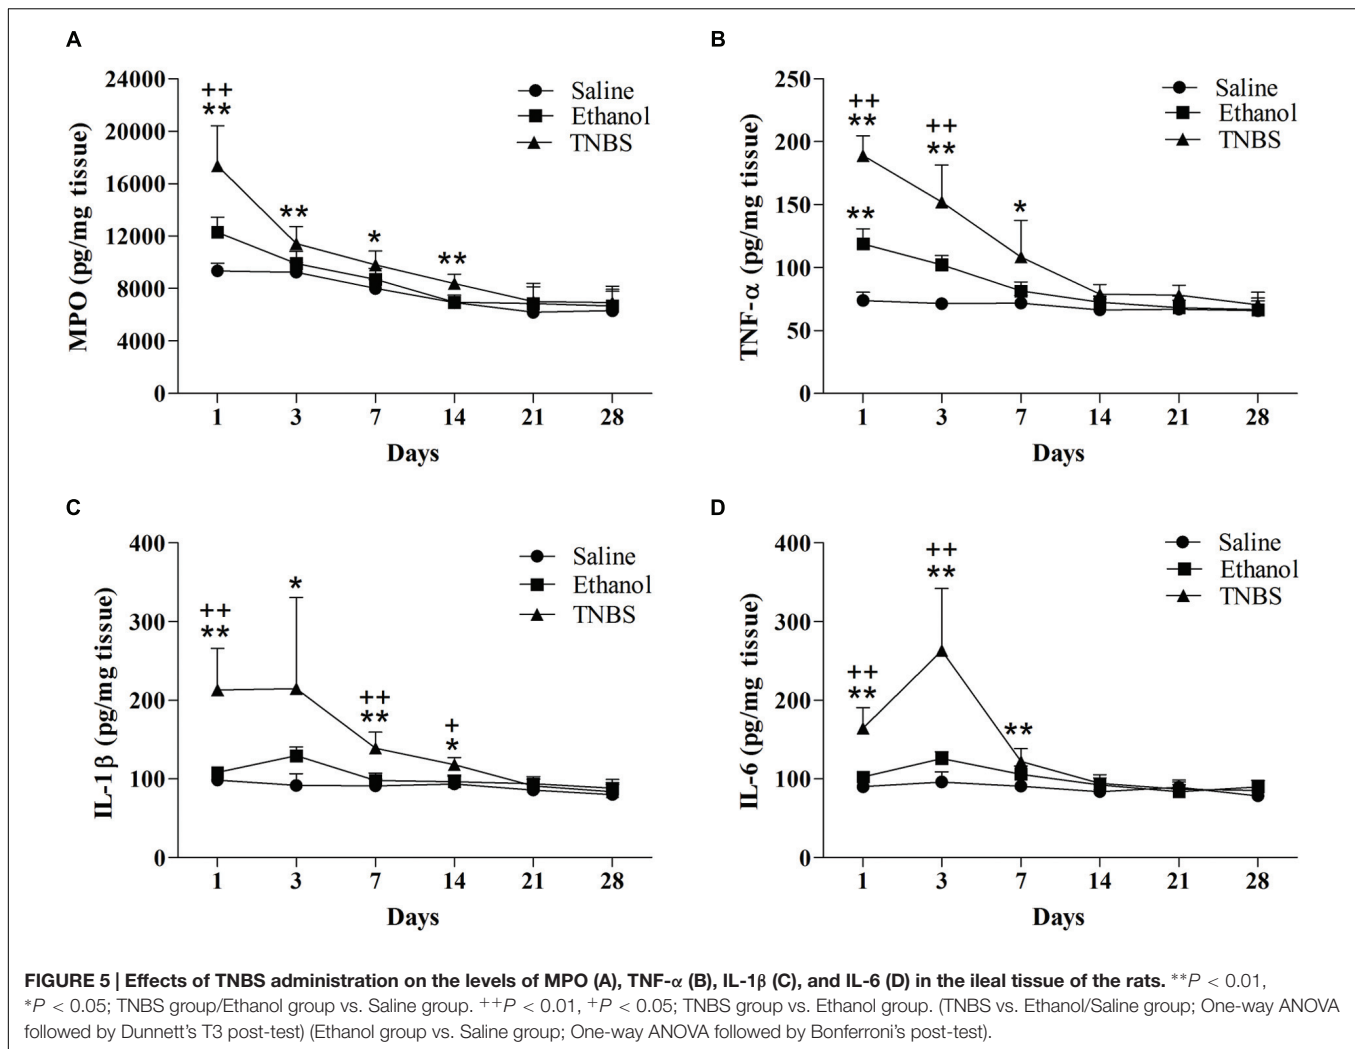 A
24000
20000
16000
12000
8000
4000
0
MPO (pg/mg tissue)
++
**
**
*
**
Saline
Ethanol
TNBS
1 3 7 14 21 28
Days
B
250
200
150
100
50
0
TNF-α (pg/mg tissue)
++
**
**
++
**
*
Saline
Ethanol
TNBS
1 3 7 14 21 28
Days
C
400
300
200
100
0
IL-1β (pg/mg tissue)
++
**
*
++
**
+
*
Saline
Ethanol
TNBS
1 3 7 14 21 28
Days
D
400
300
200
100
0
IL-6 (pg/mg tissue)
++
**
++
**
**
Saline
Ethanol
TNBS
1 3 7 14 21 28
Days
FIGURE 5 | Effects of TNBS administration on the levels of MPO (A), TNF-α (B), IL-1β (C), and IL-6 (D) in the ileal tissue of the rats. **P < 0.01,
*P < 0.05; TNBS group/Ethanol group vs. Saline group. ++P < 0.01, +P < 0.05; TNBS group vs. Ethanol group. (TNBS vs. Ethanol/Saline group; One-way ANOVA
followed by Dunnett's T3 post-test) (Ethanol group vs. Saline group; One-way ANOVA followed by Bonferroni's post-test).